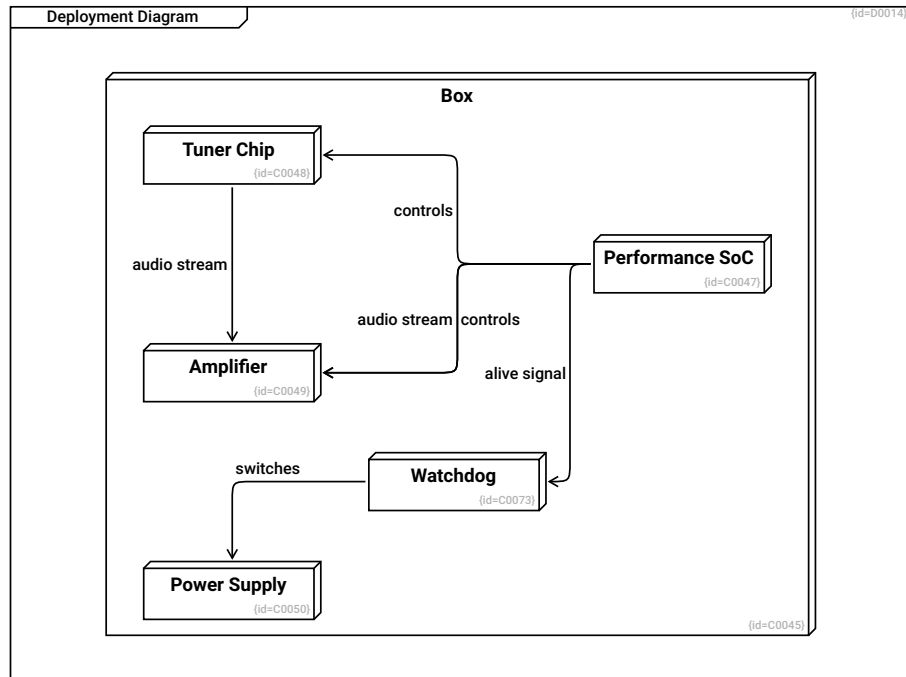 Deployment Diagram
{id=D0014}
Box
Tuner Chip
{id=C0048}
controls
Performance SoC
{id=C0047}
audio stream
audio stream
controls
Amplifier
{id=C0049}
alive signal
Watchdog
{id=C0073}
switches
Power Supply
{id=C0050}
{id=C0045}